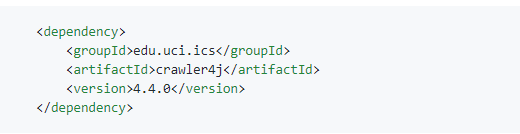 <dependency>
    <groupId>edu.uci.ics</groupId>
    <artifactId>crawler4j</artifactId>
    <version>4.4.0</version>
</dependency>